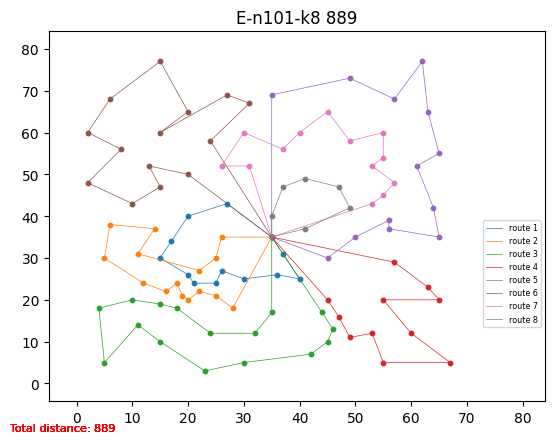 E-n101-k8 889
80
70
60
50
40
30
20
10
0
route 1
route 2
route 3
route 4
route 5
route 6
route 7
route 8
0 10 20 30 40 50 60 70 80
Total distance: 889